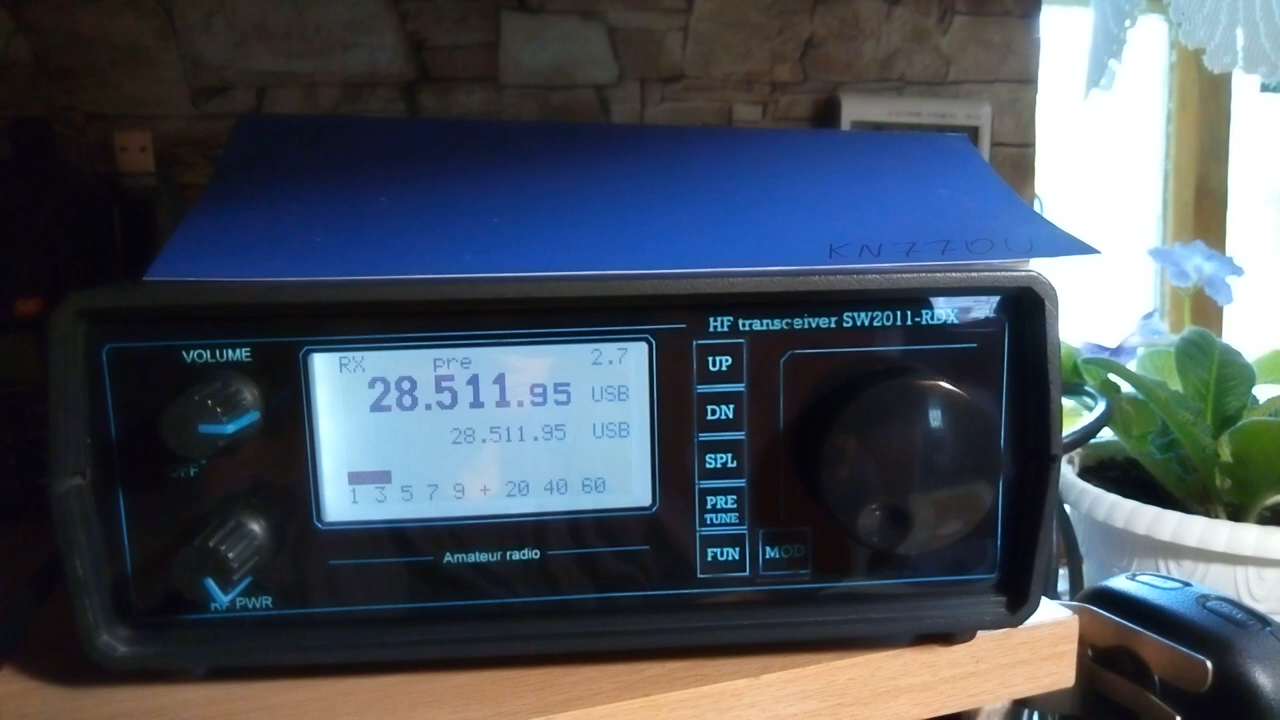 KN77OU
HF transceiver SW2011-RDX
VOLUME
RX pre 2.7
28.511.95 USB
28.511.95 USB
1 3 5 7 9 + 20 40 60
UP
DN
SPL
PRE
TUNE
FUN
MOD
Amateur radio
RF PWR